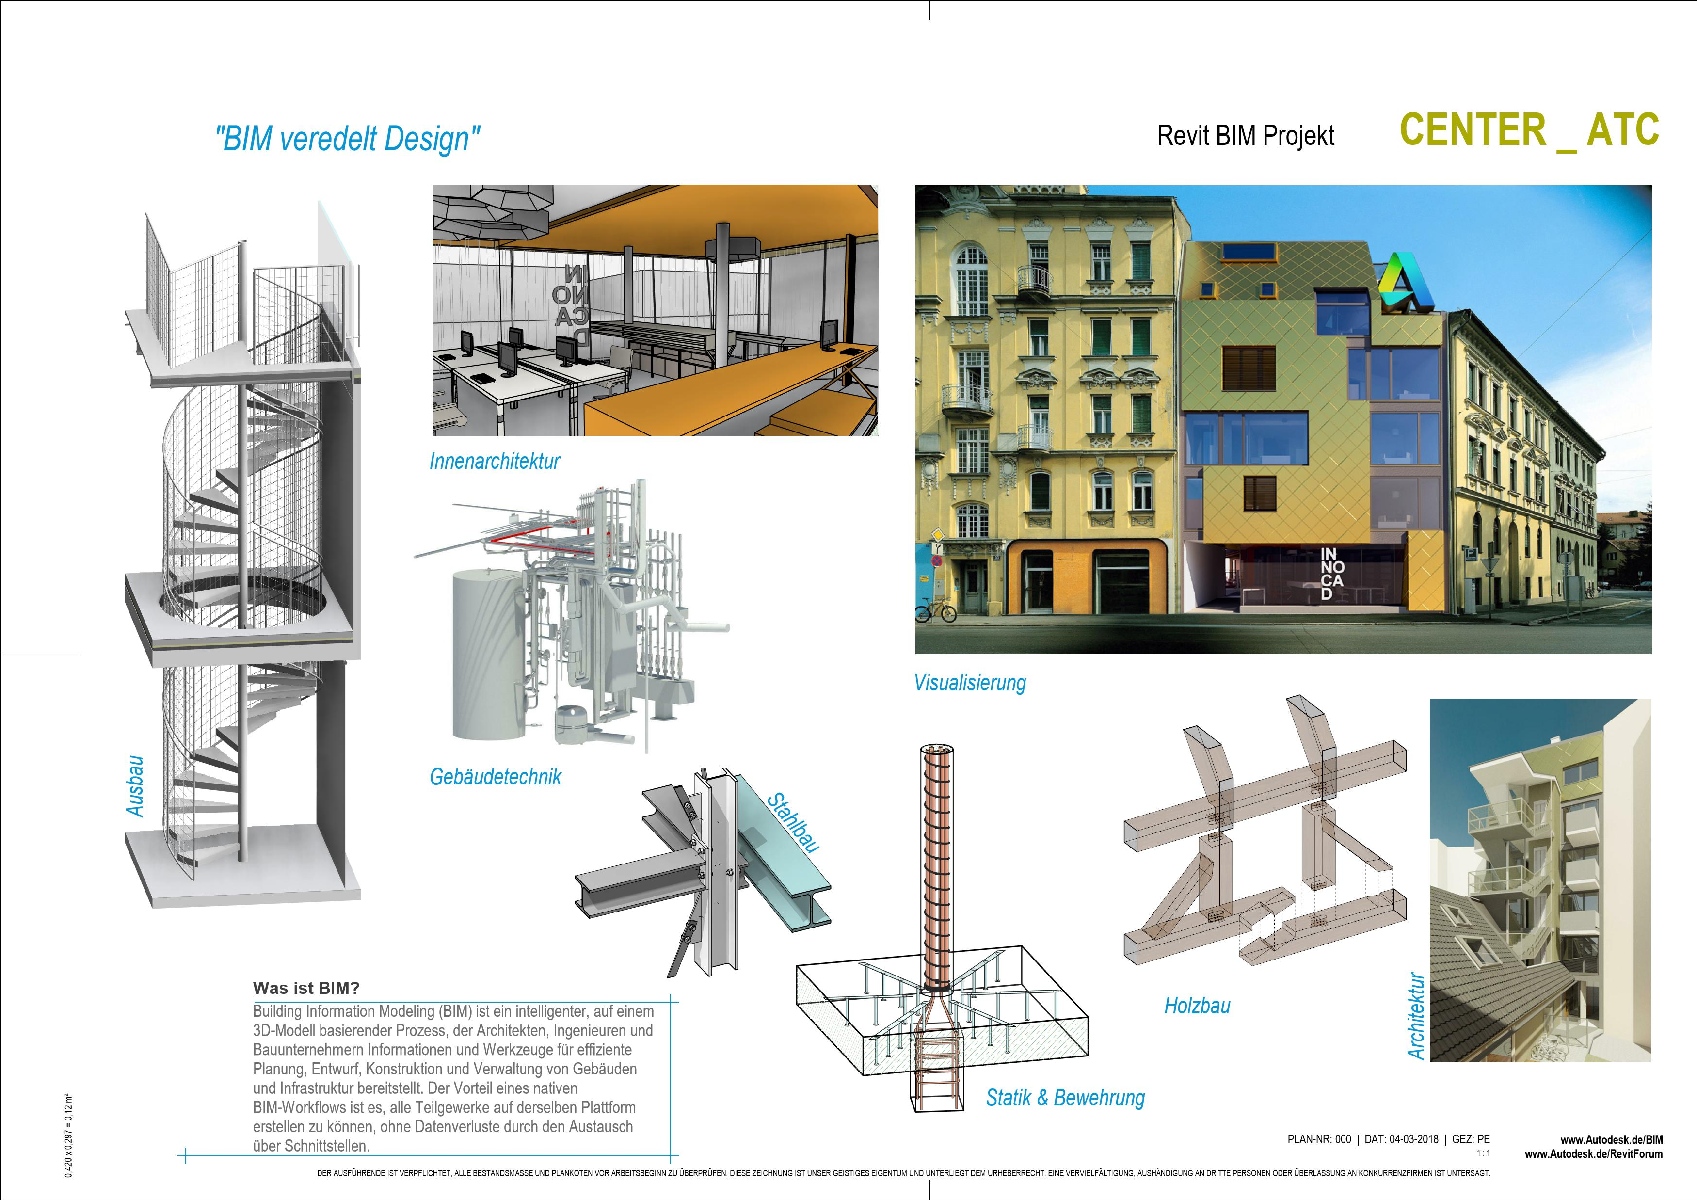 "BIM veredelt Design"
Revit BIM Projekt
CENTER _ ATC
IN
NO
CA
D
Innenarchitektur
IN
NO
CA
D
Visualisierung
Gebäudetechnik
Ausbau
Stahlbau
Holzbau
Architektur
Statik & Bewehrung
Was ist BIM?
Building Information Modeling (BIM) ist ein intelligenter, auf einem
3D-Modell basierender Prozess, der Architekten, Ingenieuren und
Bauunternehmern Informationen und Werkzeuge für effiziente
Planung, Entwurf, Konstruktion und Verwaltung von Gebäuden
und Infrastruktur bereitstellt. Der Vorteil eines nativen
BIM-Workflows ist es, alle Teilgewerke auf derselben Plattform
erstellen zu können, ohne Datenverluste durch den Austausch
über Schnittstellen.
0,420 x 0,297 = 0,12 m²
PLAN-NR: 000 | DAT: 04-03-2018 | GEZ: PE
1 : 1
www.Autodesk.de/BIM
www.Autodesk.de/RevitForum
DER AUSFÜHRENDE IST VERPFLICHTET, ALLE BESTANDSMASSE UND PLANKOTEN VOR ARBEITSBEGINN ZU ÜBERPRÜFEN. DIESE ZEICHNUNG IST UNSER GEISTIGES EIGENTUM UND UNTERLIEGT DEM URHEBERRECHT. EINE VERVIELFÄLTIGUNG, AUSHÄNDIGUNG AN DRITTE PERSONEN ODER ÜBERLASSUNG AN KONKURRENZFIRMEN IST UNTERSAGT.